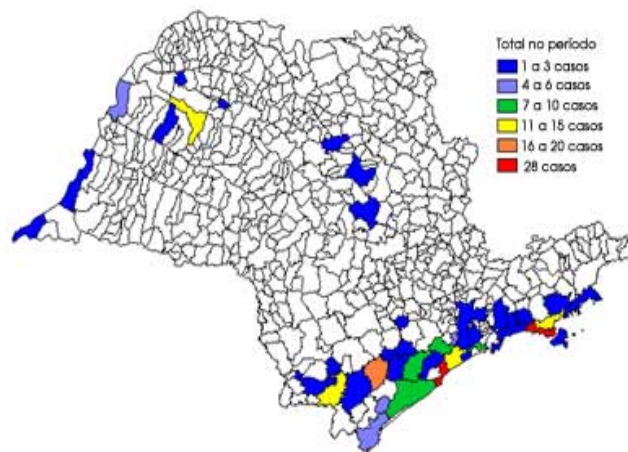 Total no período
1 a 3 casos
4 a 6 casos
7 a 10 casos
11 a 15 casos
16 a 20 casos
28 casos